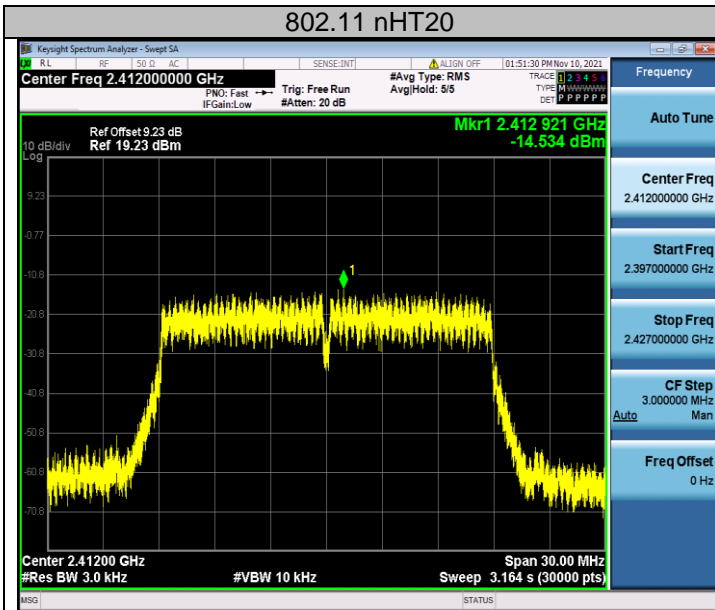 802.11 nHT20
Keysight Spectrum Analyzer - Swept SA
RL RF 50 Ω AC SENSE:INT ALIGN OFF 01:51:30 PM Nov 10, 2021
Center Freq 2.412000000 GHz
PNO: Fast
IFGain:Low
Trig: Free Run
#Atten: 20 dB
#Avg Type: RMS
Avg|Hold: 5/5
TRACE 1 2 3 4 5 6
TYPE M WWWWW
DET P P P P P P
Ref Offset 9.23 dB
10 dB/div Ref 19.23 dBm
Log
Mkr1 2.412 921 GHz
-14.534 dBm
9.23
-0.77
-10.8
-20.8
-30.8
-40.8
-50.8
-60.8
-70.8
1
Center 2.41200 GHz Span 30.00 MHz
#Res BW 3.0 kHz #VBW 10 kHz Sweep 3.164 s (30000 pts)
MSG STATUS
Frequency
Auto Tune
Center Freq
2.412000000 GHz
Start Freq
2.397000000 GHz
Stop Freq
2.427000000 GHz
CF Step
3.000000 MHz
Auto Man
Freq Offset
0 Hz